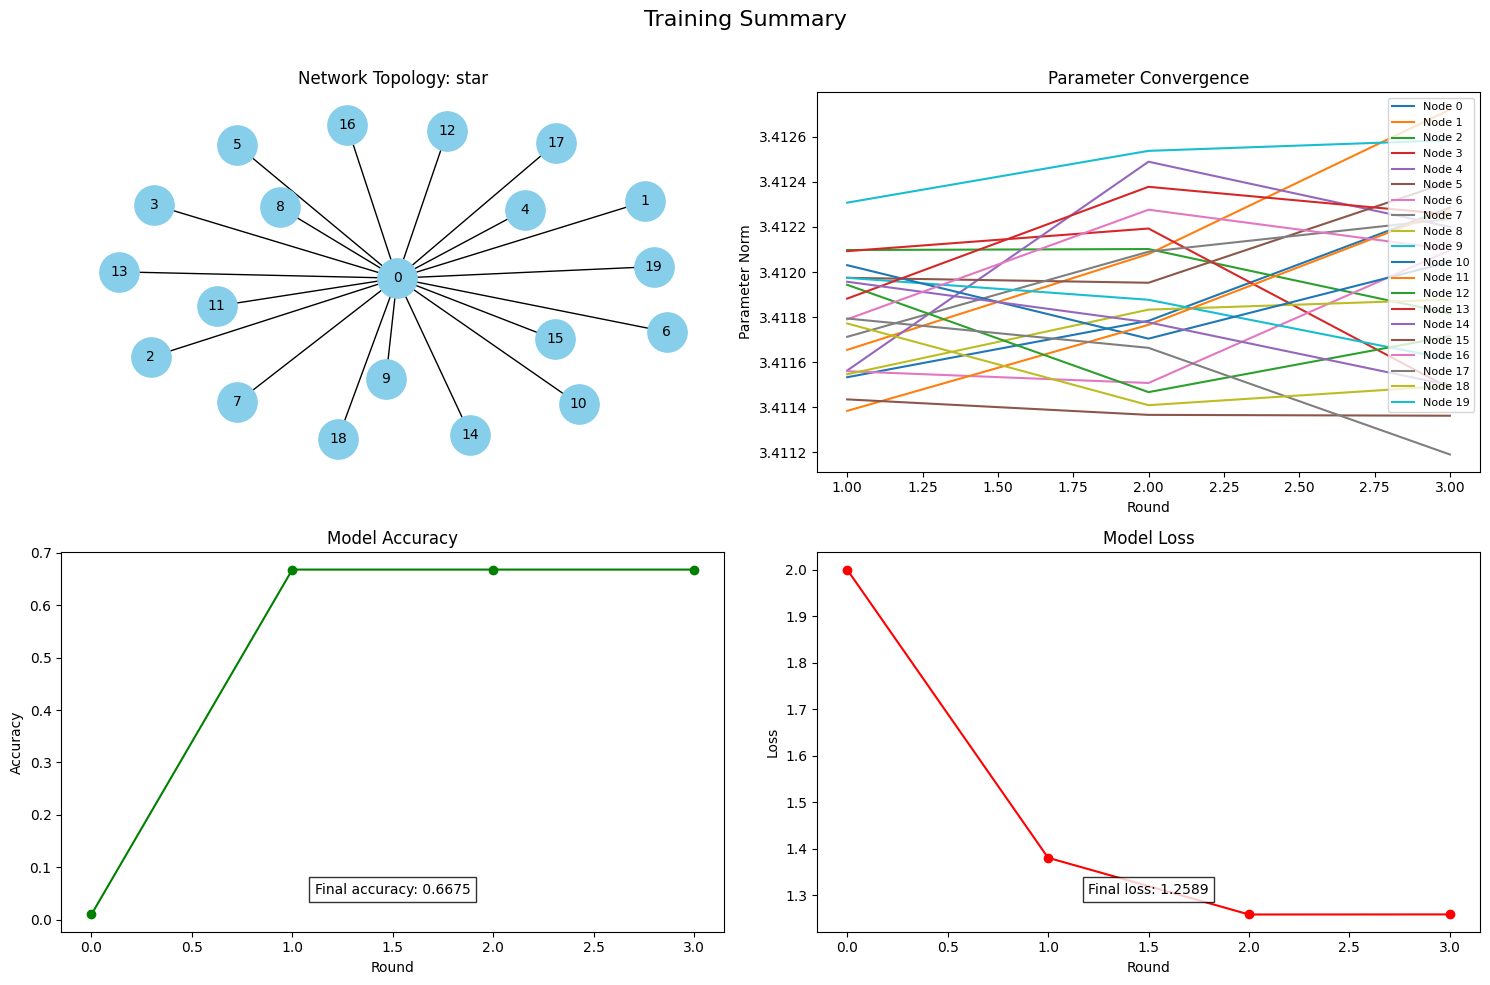 Training Summary
Network Topology: star
16
12
5
17
3
8
4
1
0
13
19
11
6
15
2
9
7
10
18
14
Parameter Convergence
Parameter Norm
3.4126
3.4124
3.4122
3.4120
3.4118
3.4116
3.4114
3.4112
Node 0
Node 1
Node 2
Node 3
Node 4
Node 5
Node 6
Node 7
Node 8
Node 9
Node 10
Node 11
Node 12
Node 13
Node 14
Node 15
Node 16
Node 17
Node 18
Node 19
1.00 1.25 1.50 1.75 2.00 2.25 2.50 2.75 3.00
Round
Model Accuracy
Accuracy
0.7
0.6
0.5
0.4
0.3
0.2
0.1
0.0
Final accuracy: 0.6675
0.0 0.5 1.0 1.5 2.0 2.5 3.0
Round
Model Loss
Loss
2.0
1.9
1.8
1.7
1.6
1.5
1.4
1.3
Final loss: 1.2589
0.0 0.5 1.0 1.5 2.0 2.5 3.0
Round